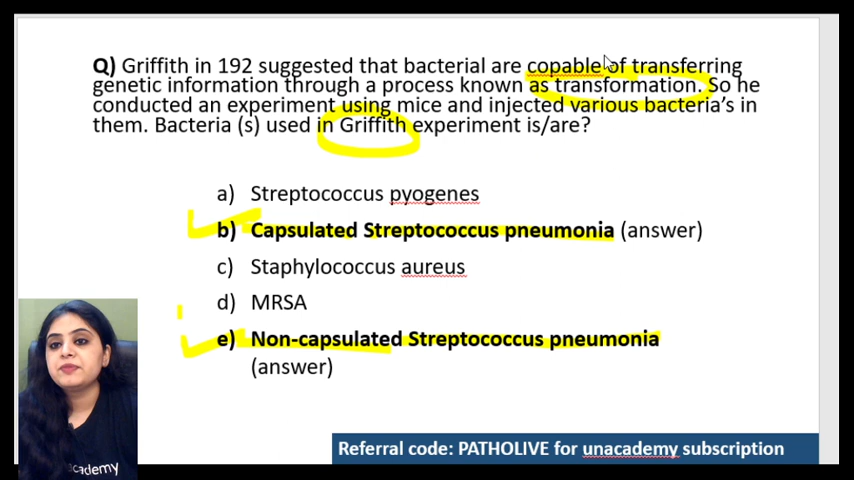 Q) Griffith in 192 suggested that bacterial are copable of transferring
genetic information through a process known as transformation. So he
conducted an experiment using mice and injected various bacteria's in
them. Bacteria (s) used in Griffith experiment is/are?
a) Streptococcus pyogenes
b) Capsulated Streptococcus pneumonia (answer)
c) Staphylococcus aureus
d) MRSA
e) Non-capsulated Streptococcus pneumonia
(answer)
Referral code: PATHOLIVE for unacademy subscription